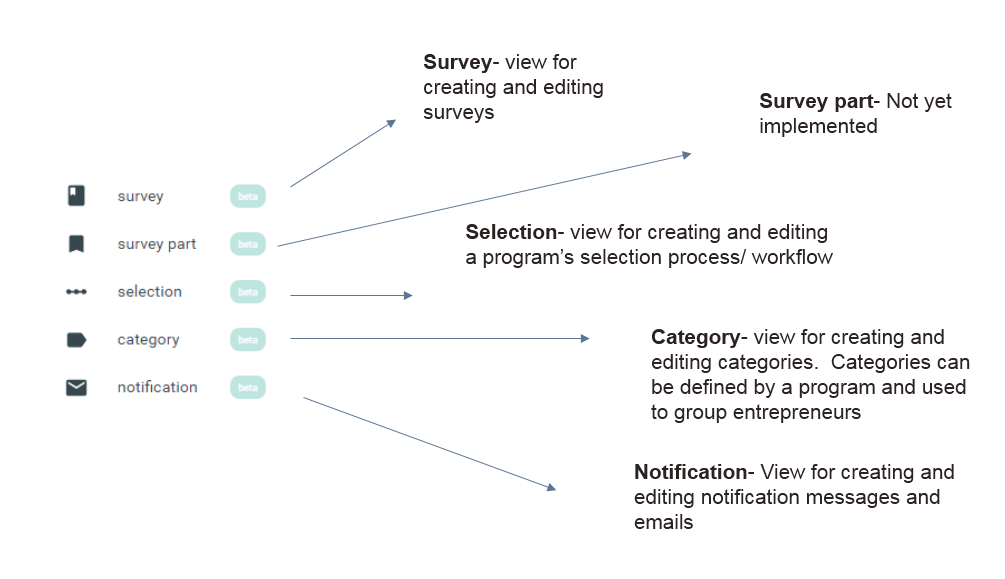 Survey- view for
creating and editing
surveys
Survey part- Not yet
implemented
survey beta
survey part beta
selection beta
category beta
notification beta
Selection- view for creating and editing
a program's selection process/ workflow
Category- view for creating and
editing categories.  Categories can
be defined by a program and used
to group entrepreneurs
Notification- View for creating and
editing notification messages and
emails